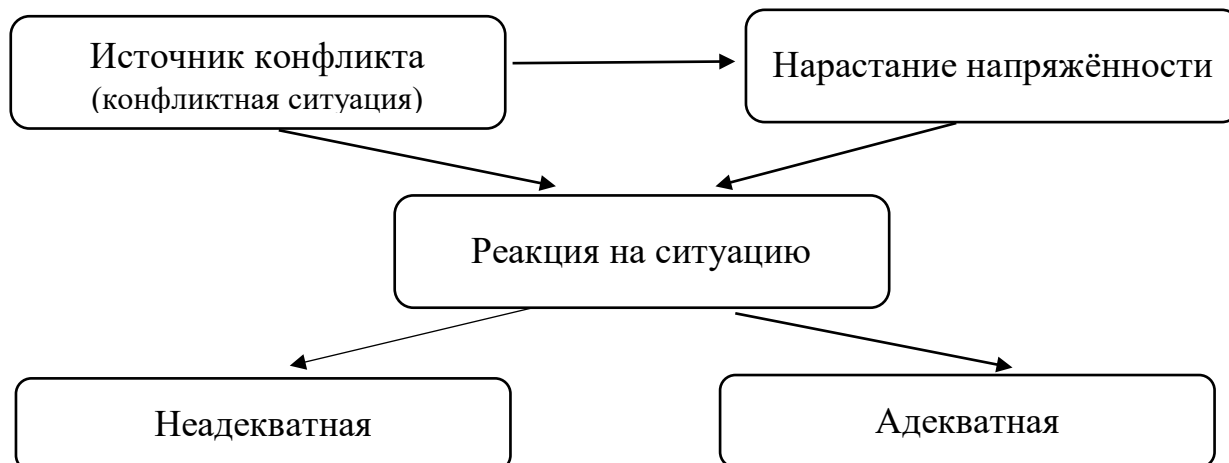 Источник конфликта
(конфликтная ситуация)
Нарастание напряжённости
Реакция на ситуацию
Неадекватная
Адекватная